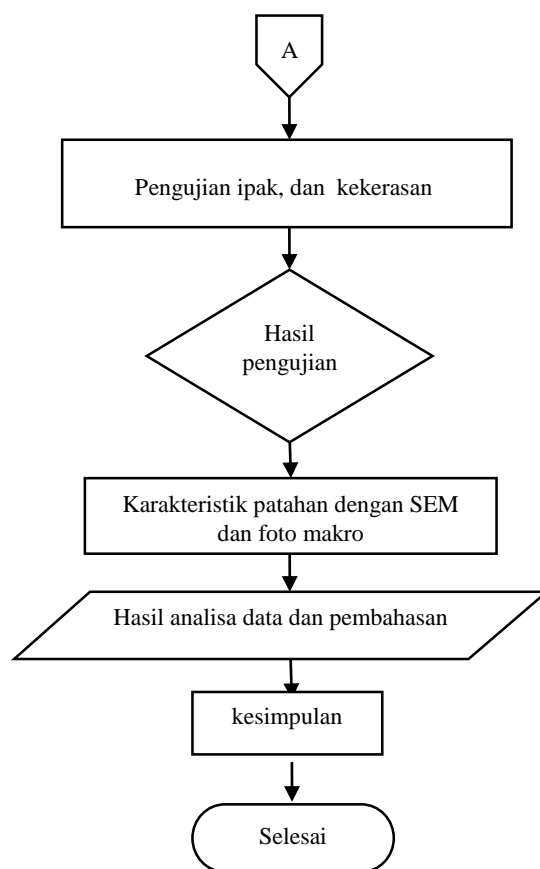 A
Pengujian ipak, dan kekerasan
Hasil
pengujian
Karakteristik patahan dengan SEM
dan foto makro
Hasil analisa data dan pembahasan
kesimpulan
Selesai